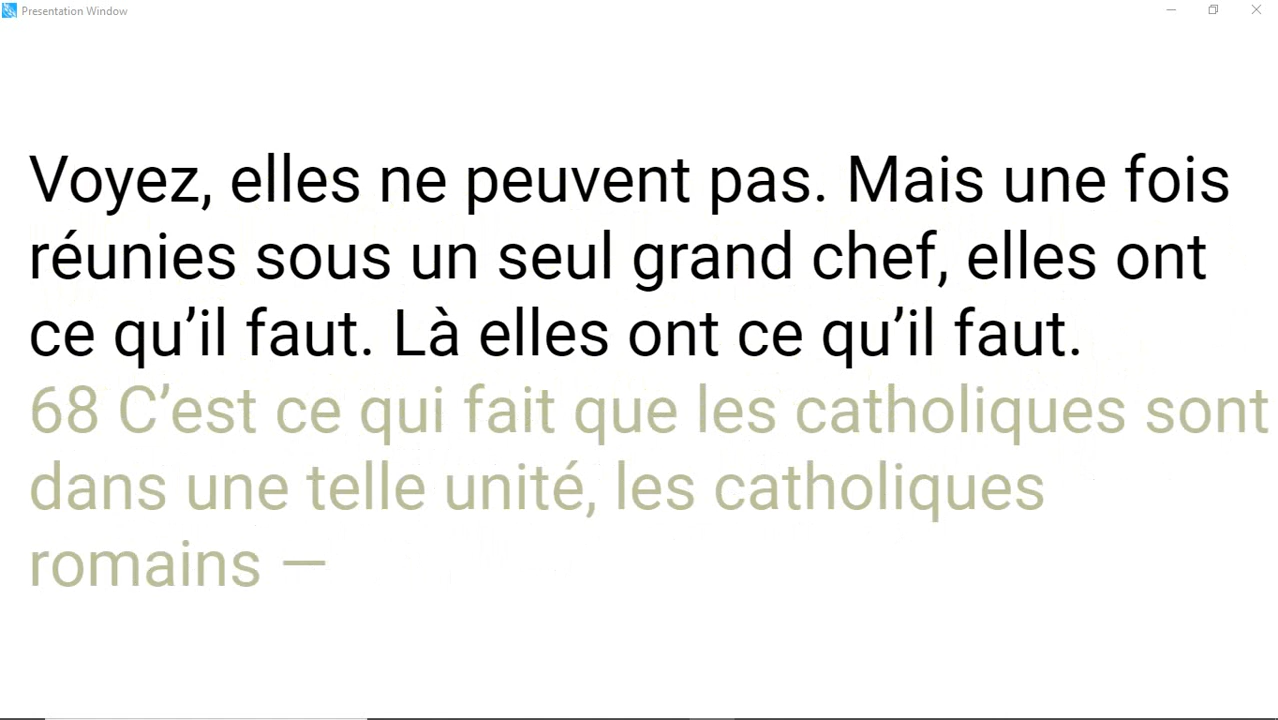 Presentation Window
Voyez, elles ne peuvent pas. Mais une fois
réunies sous un seul grand chef, elles ont
ce qu’il faut. Là elles ont ce qu’il faut.
68 C’est ce qui fait que les catholiques sont
dans une telle unité, les catholiques
romains —